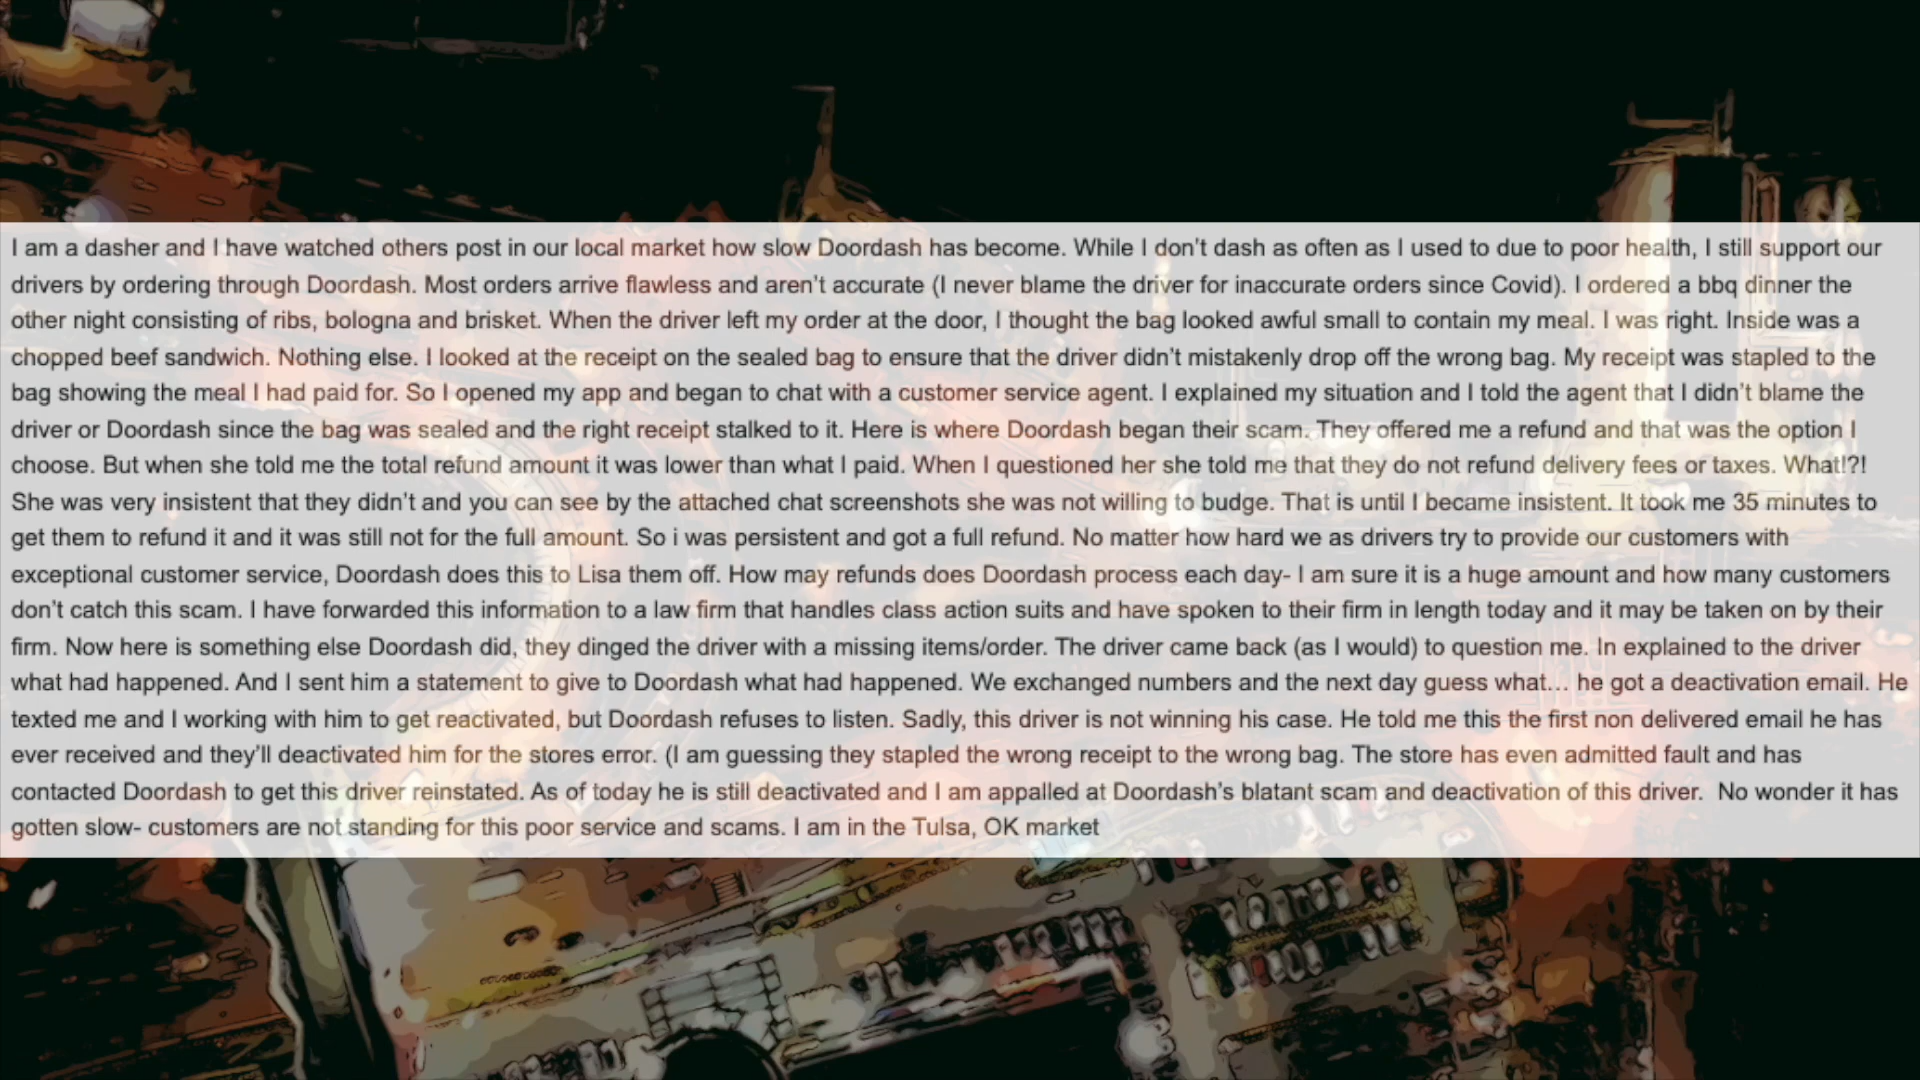 I am a dasher and I have watched others post in our local market how slow Doordash has become. While I don't dash as often as I used to due to poor health, I still support our
drivers by ordering through Doordash. Most orders arrive flawless and aren't accurate (I never blame the driver for inaccurate orders since Covid). I ordered a bbq dinner the
other night consisting of ribs, bologna and brisket. When the driver left my order at the door, I thought the bag looked awful small to contain my meal. I was right. Inside was a
chopped beef sandwich. Nothing else. I looked at the receipt on the sealed bag to ensure that the driver didn't mistakenly drop off the wrong bag. My receipt was stapled to the
bag showing the meal I had paid for. So I opened my app and began to chat with a customer service agent. I explained my situation and I told the agent that I didn't blame the
driver or Doordash since the bag was sealed and the right receipt stalked to it. Here is where Doordash began their scam. They offered me a refund and that was the option I
choose. But when she told me the total refund amount it was lower than what I paid. When I questioned her she told me that they do not refund delivery fees or taxes. What!?!
She was very insistent that they didn't and you can see by the attached chat screenshots she was not willing to budge. That is until I became insistent. It took me 35 minutes to
get them to refund it and it was still not for the full amount. So i was persistent and got a full refund. No matter how hard we as drivers try to provide our customers with
exceptional customer service, Doordash does this to Lisa them off. How may refunds does Doordash process each day- I am sure it is a huge amount and how many customers
don't catch this scam. I have forwarded this information to a law firm that handles class action suits and have spoken to their firm in length today and it may be taken on by their
firm. Now here is something else Doordash did, they dinged the driver with a missing items/order. The driver came back (as I would) to question me. In explained to the driver
what had happened. And I sent him a statement to give to Doordash what had happened. We exchanged numbers and the next day guess what... he got a deactivation email. He
texted me and I working with him to get reactivated, but Doordash refuses to listen. Sadly, this driver is not winning his case. He told me this the first non delivered email he has
ever received and they'll deactivated him for the stores error. (I am guessing they stapled the wrong receipt to the wrong bag. The store has even admitted fault and has
contacted Doordash to get this driver reinstated. As of today he is still deactivated and I am appalled at Doordash's blatant scam and deactivation of this driver.  No wonder it has
gotten slow- customers are not standing for this poor service and scams. I am in the Tulsa, OK market